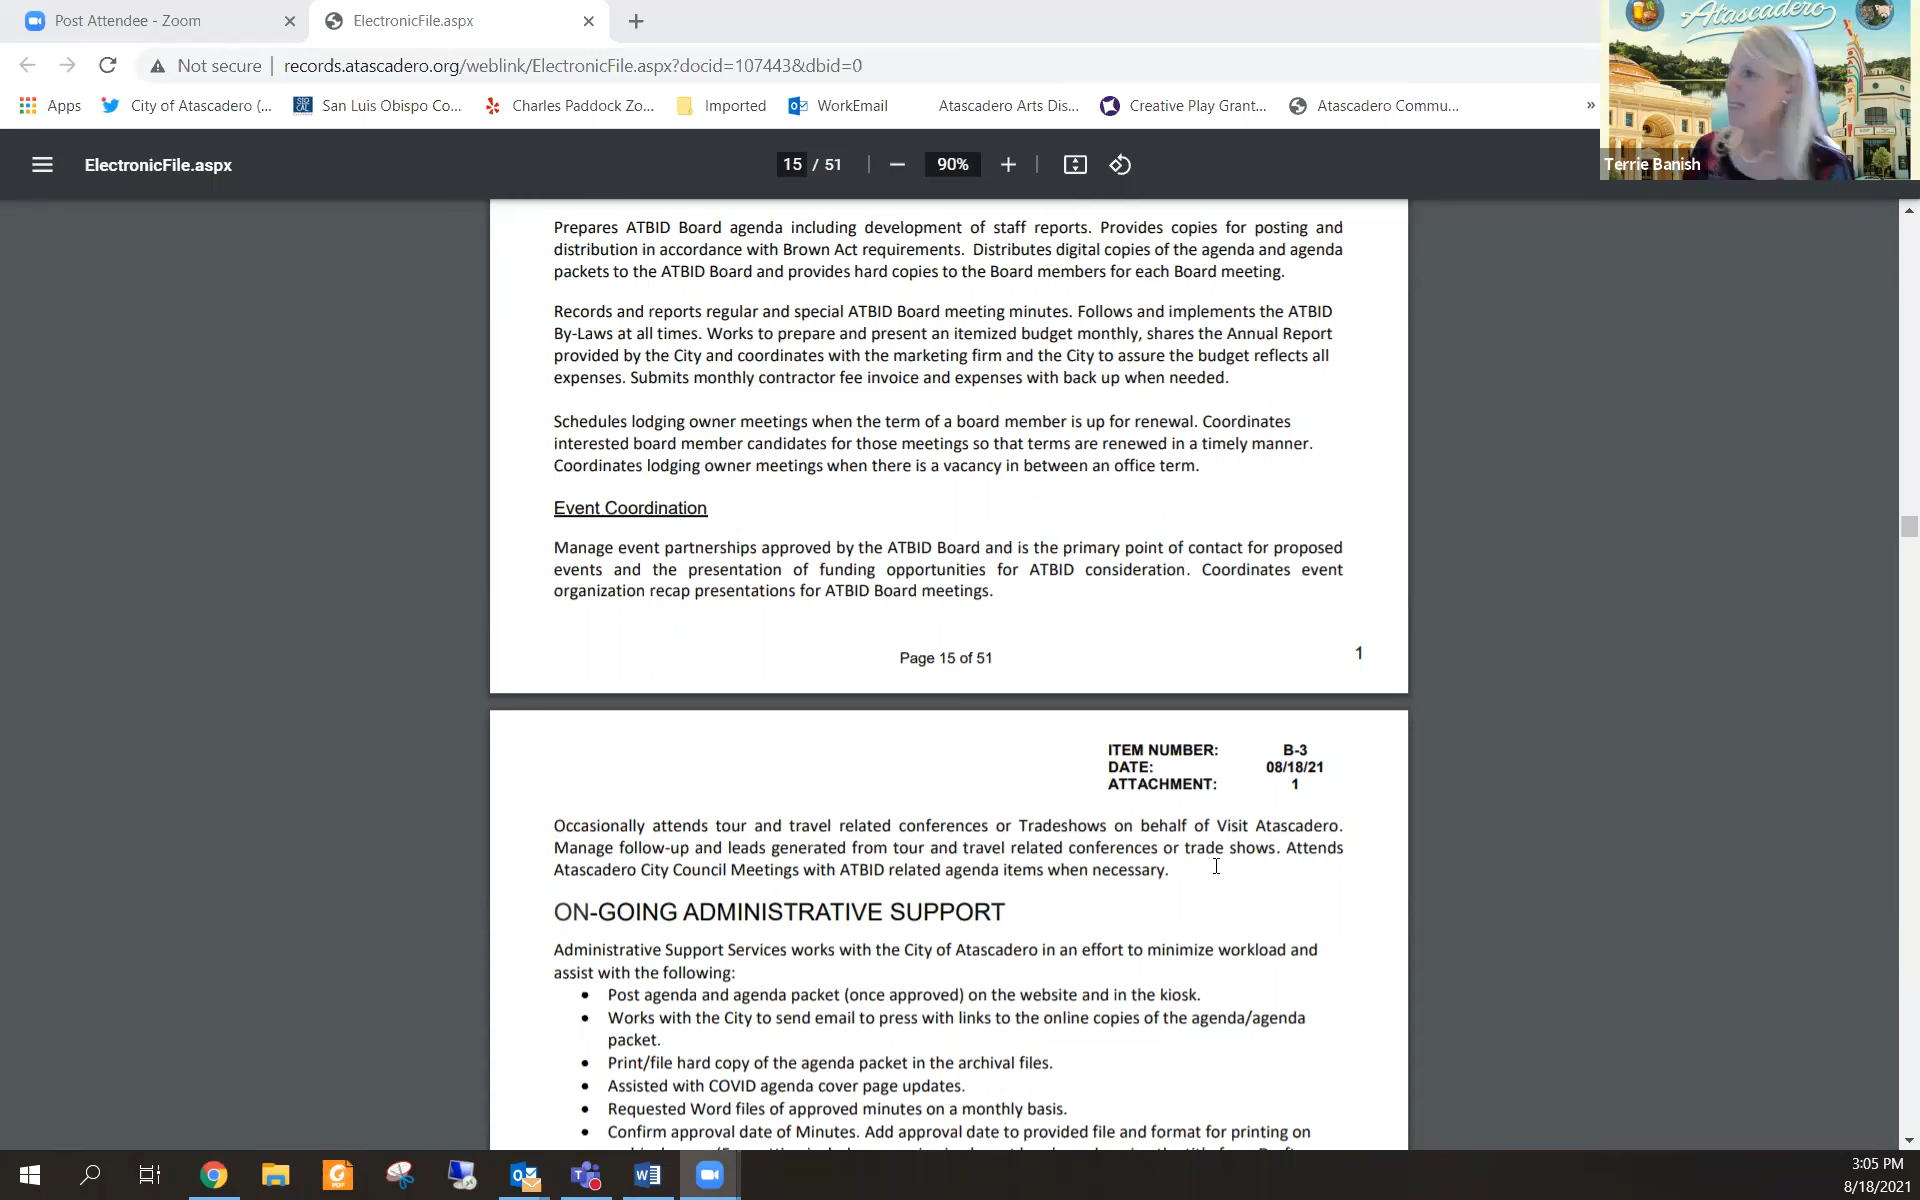 Post Attendee - Zoom
ElectronicFile.aspx
Not secure
records.atascadero.org/weblink/ElectronicFile.aspx?docid=107443&dbid=0
Apps
City of Atascadero (...
San Luis Obispo Co...
Charles Paddock Zo...
Imported
WorkEmail
Atascadero Arts Dis...
Creative Play Grant...
Atascadero Commu...
»
Atascadero
Terrie Banish
ElectronicFile.aspx
15 / 51
90%
Prepares ATBID Board agenda including development of staff reports. Provides copies for posting and
distribution in accordance with Brown Act requirements. Distributes digital copies of the agenda and agenda
packets to the ATBID Board and provides hard copies to the Board members for each Board meeting.
Records and reports regular and special ATBID Board meeting minutes. Follows and implements the ATBID
By-Laws at all times. Works to prepare and present an itemized budget monthly, shares the Annual Report
provided by the City and coordinates with the marketing firm and the City to assure the budget reflects all
expenses. Submits monthly contractor fee invoice and expenses with back up when needed.
Schedules lodging owner meetings when the term of a board member is up for renewal. Coordinates
interested board member candidates for those meetings so that terms are renewed in a timely manner.
Coordinates lodging owner meetings when there is a vacancy in between an office term.
Event Coordination
Manage event partnerships approved by the ATBID Board and is the primary point of contact for proposed
events and the presentation of funding opportunities for ATBID consideration. Coordinates event
organization recap presentations for ATBID Board meetings.
Page 15 of 51
1
ITEM NUMBER: B-3
DATE: 08/18/21
ATTACHMENT: 1
Occasionally attends tour and travel related conferences or Tradeshows on behalf of Visit Atascadero.
Manage follow-up and leads generated from tour and travel related conferences or trade shows. Attends
Atascadero City Council Meetings with ATBID related agenda items when necessary.
ON-GOING ADMINISTRATIVE SUPPORT
Administrative Support Services works with the City of Atascadero in an effort to minimize workload and
assist with the following:
• Post agenda and agenda packet (once approved) on the website and in the kiosk.
• Works with the City to send email to press with links to the online copies of the agenda/agenda
packet.
• Print/file hard copy of the agenda packet in the archival files.
• Assisted with COVID agenda cover page updates.
• Requested Word files of approved minutes on a monthly basis.
• Confirm approval date of Minutes. Add approval date to provided file and format for printing on
3:05 PM
8/18/2021